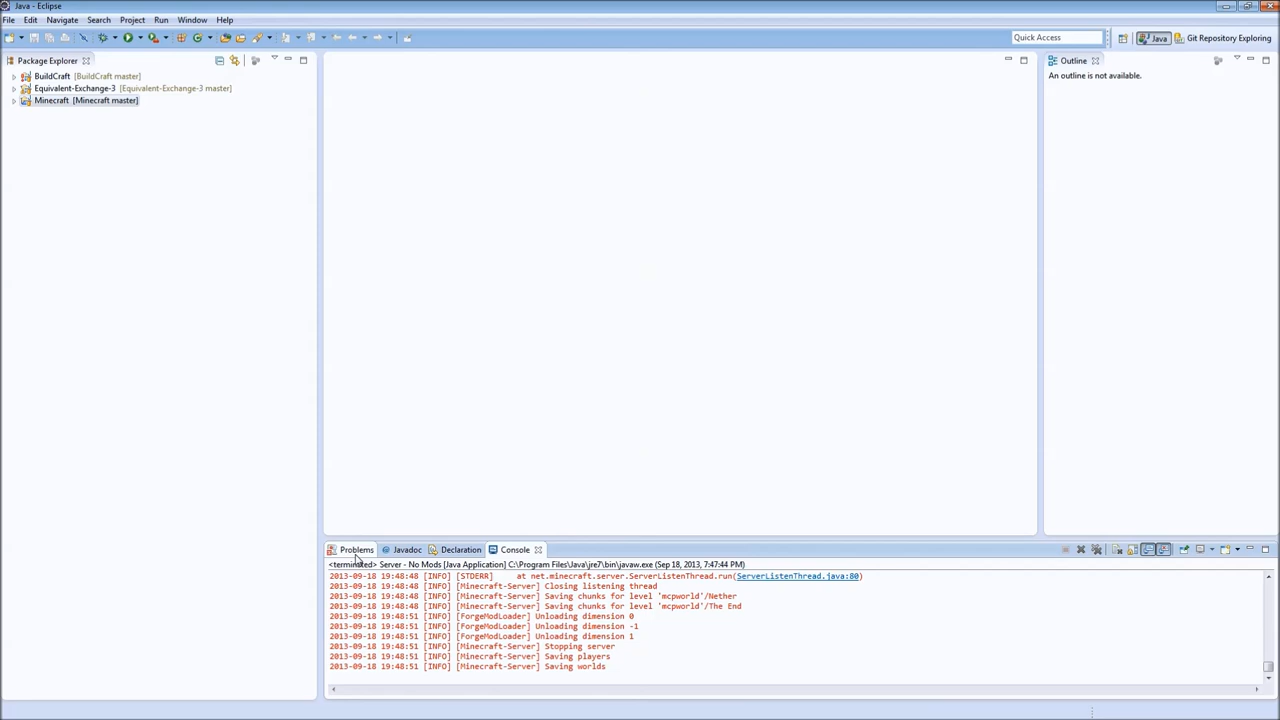 Java - Eclipse
File Edit Navigate Search Project Run Window Help
Quick Access
Java
Git Repository Exploring
Package Explorer
BuildCraft [BuildCraft master]
Equivalent-Exchange-3 [Equivalent-Exchange-3 master]
Minecraft [Minecraft master]
Outline
An outline is not available.
Problems Javadoc Declaration Console
<terminated> Server - No Mods [Java Application] C:\Program Files\Java\jre7\bin\javaw.exe (Sep 18, 2013, 7:47:44 PM)
2013-09-18 19:48:48 [INFO] [STDERR] at net.minecraft.server.ServerListenThread.run(ServerListenThread.java:80)
2013-09-18 19:48:48 [INFO] [Minecraft-Server] Closing listening thread
2013-09-18 19:48:48 [INFO] [Minecraft-Server] Saving chunks for level 'mcpworld'/Nether
2013-09-18 19:48:48 [INFO] [Minecraft-Server] Saving chunks for level 'mcpworld'/The End
2013-09-18 19:48:51 [INFO] [ForgeModLoader] Unloading dimension 0
2013-09-18 19:48:51 [INFO] [ForgeModLoader] Unloading dimension -1
2013-09-18 19:48:51 [INFO] [ForgeModLoader] Unloading dimension 1
2013-09-18 19:48:51 [INFO] [Minecraft-Server] Stopping server
2013-09-18 19:48:51 [INFO] [Minecraft-Server] Saving players
2013-09-18 19:48:51 [INFO] [Minecraft-Server] Saving worlds